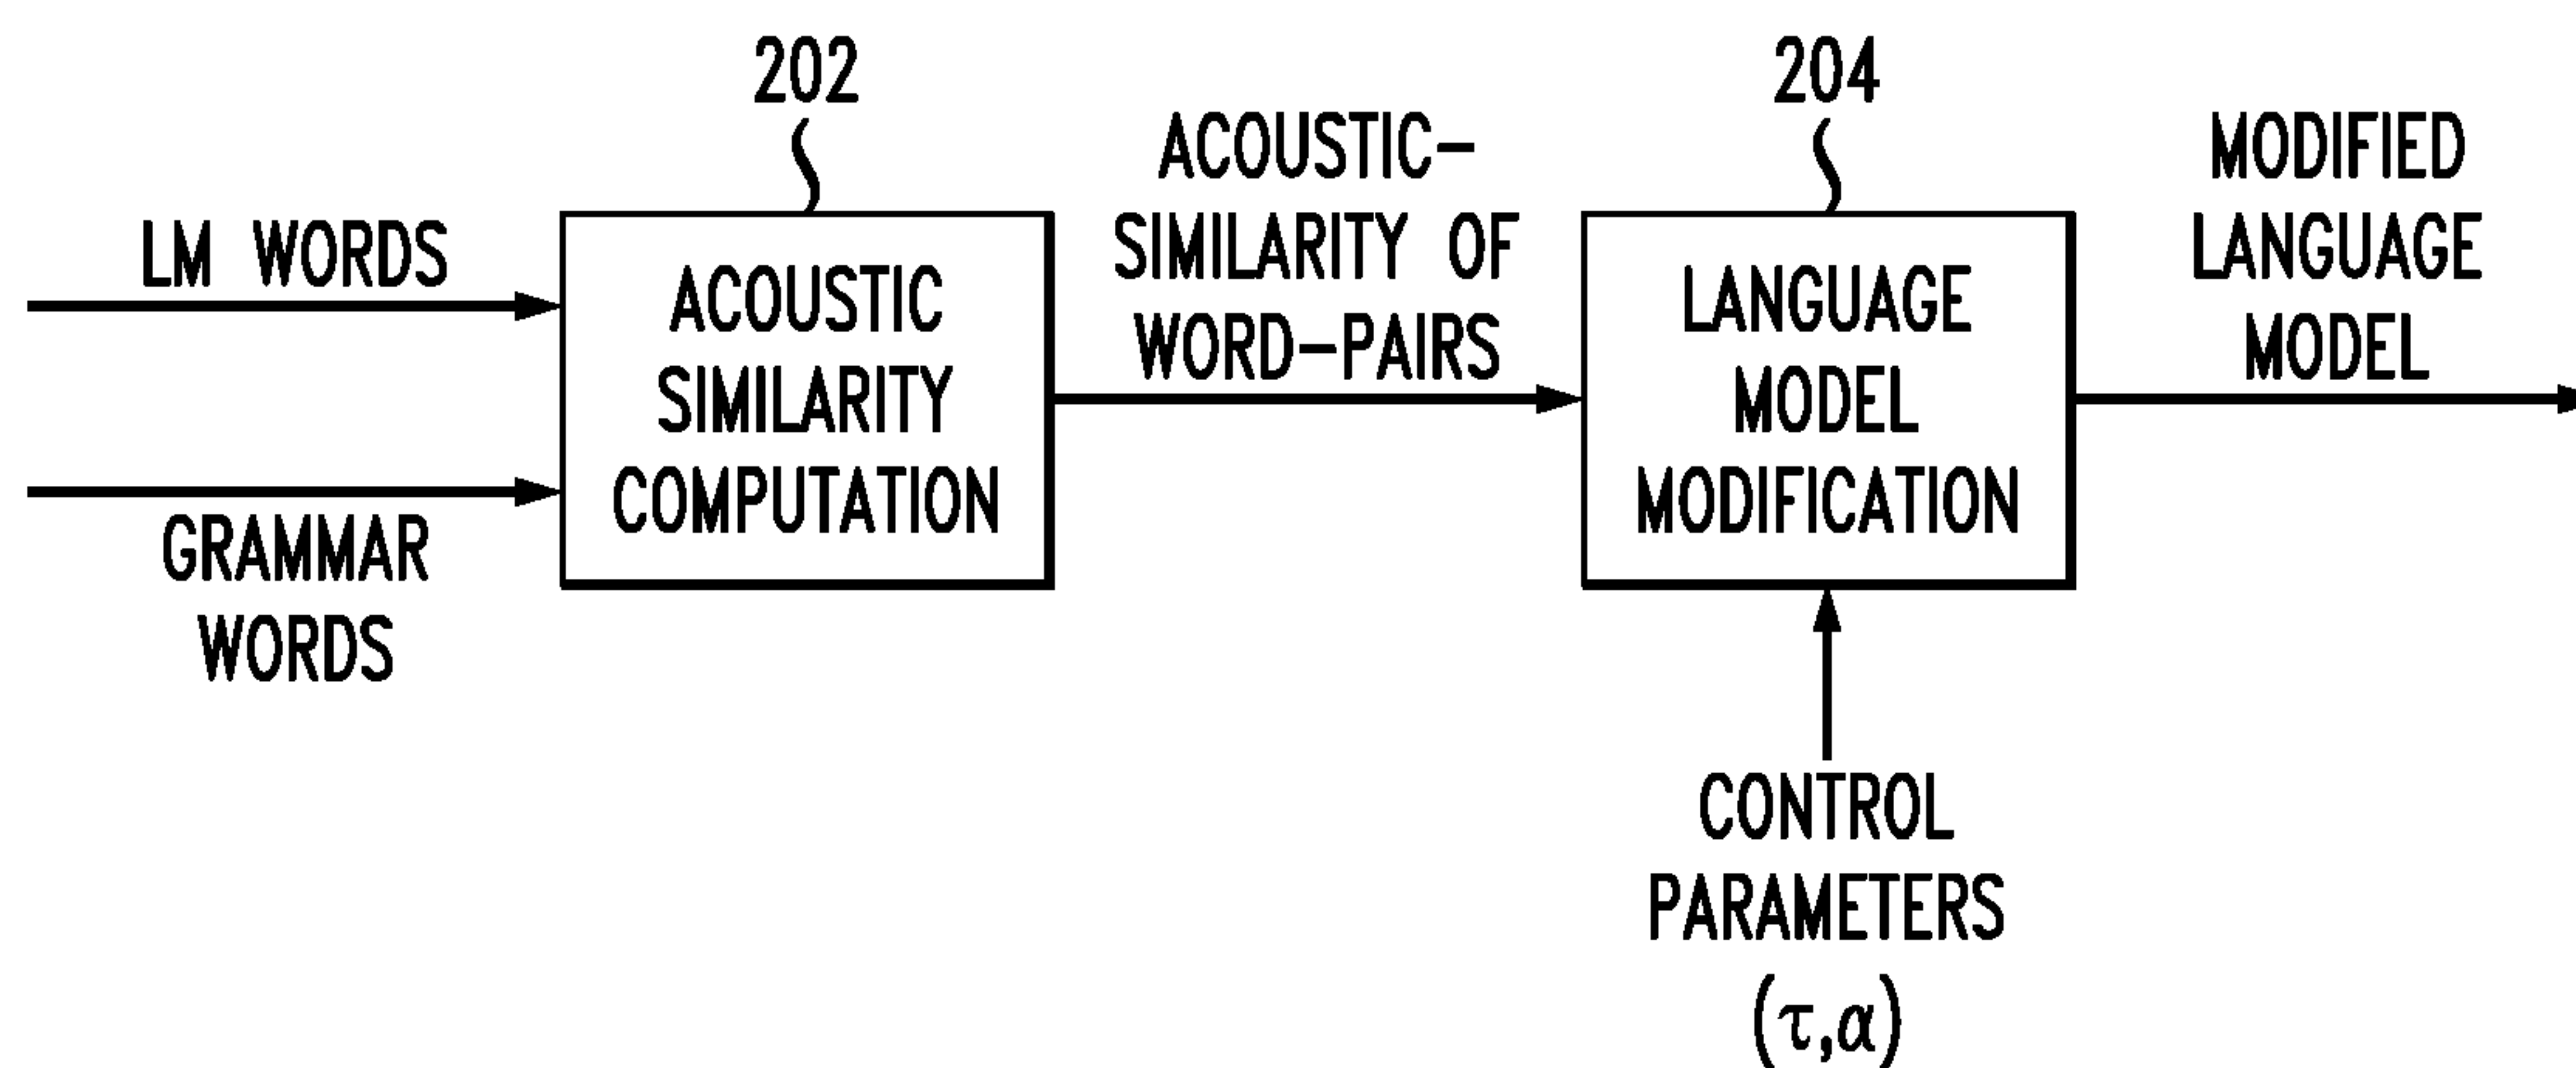 202
204
LM WORDS
GRAMMAR
WORDS
ACOUSTIC
SIMILARITY
COMPUTATION
ACOUSTIC-
SIMILARITY OF
WORD-PAIRS
LANGUAGE
MODEL
MODIFICATION
CONTROL
PARAMETERS
(τ,α)
MODIFIED
LANGUAGE
MODEL